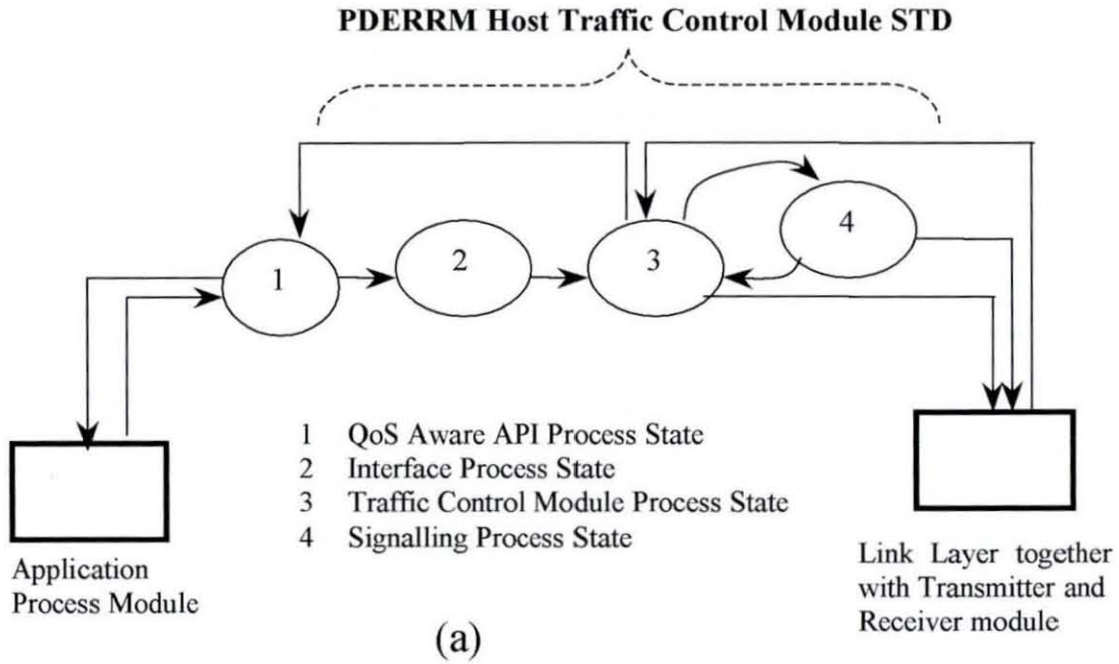 PDERRM Host Traffic Control Module STD
1
2
3
4
1 QoS Aware API Process State
2 Interface Process State
3 Traffic Control Module Process State
4 Signalling Process State
Application
Process Module
Link Layer together
with Transmitter and
Receiver module
(a)